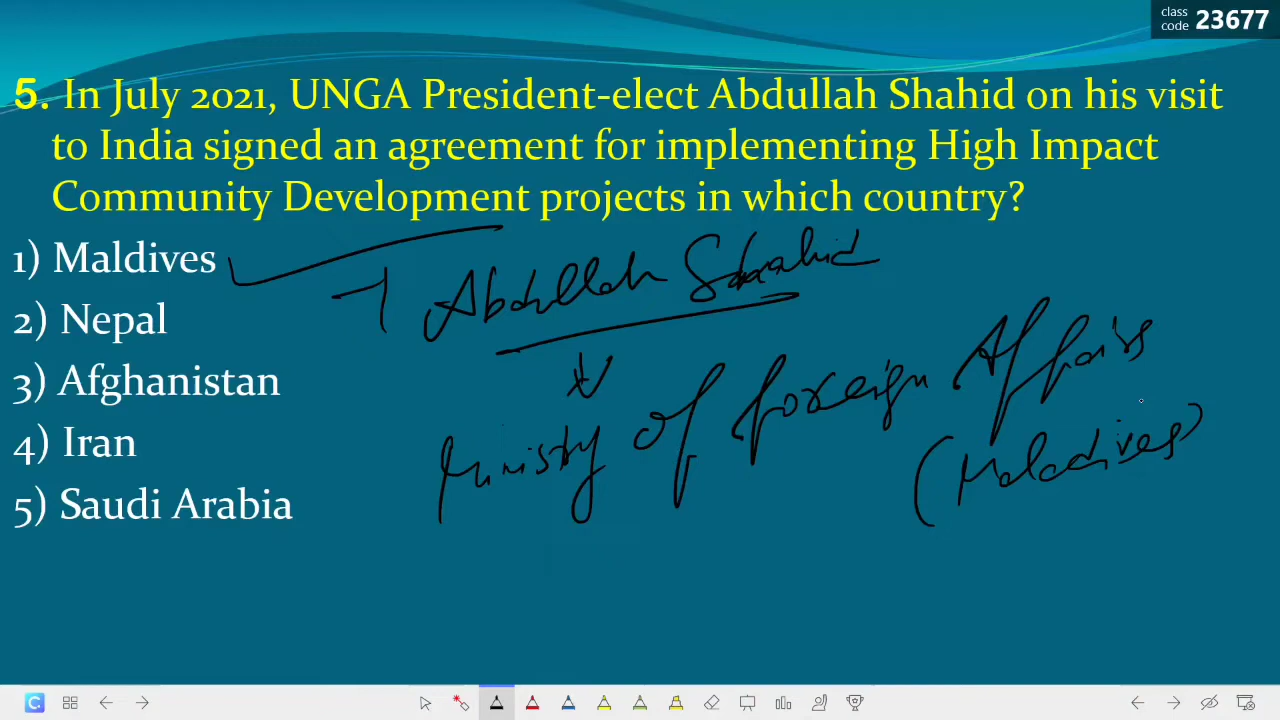 class
code 23677
5. In July 2021, UNGA President-elect Abdullah Shahid on his visit
to India signed an agreement for implementing High Impact
Community Development projects in which country?
1) Maldives
Abdullah Shahid
2) Nepal
3) Afghanistan
Ministry of foreign Affairs
4) Iran
(Maldives)
5) Saudi Arabia